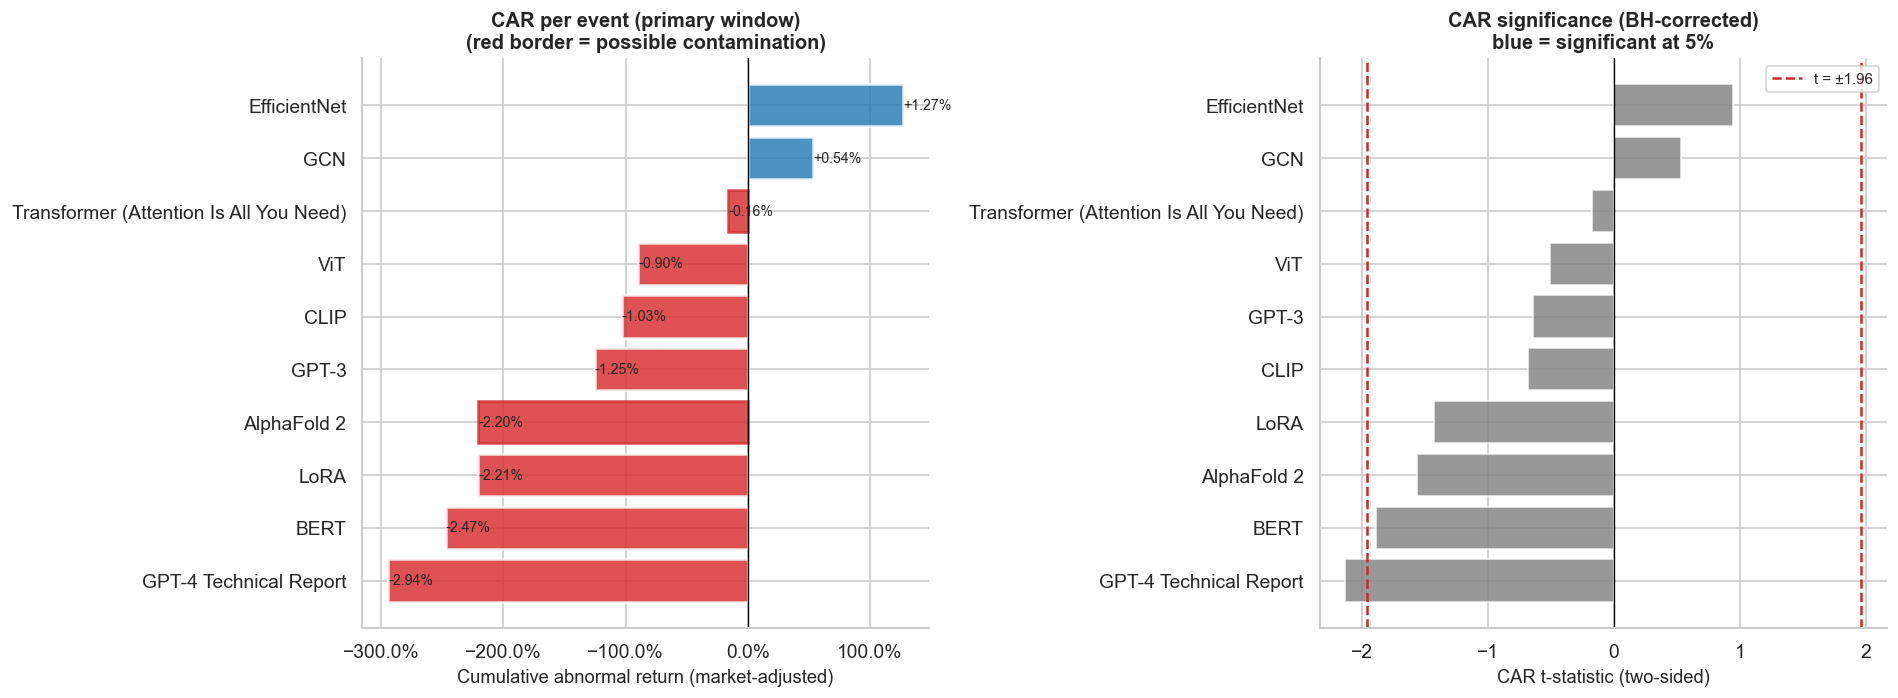 CAR per event (primary window)
(red border = possible contamination)
EfficientNet
+1.27%
GCN
+0.54%
Transformer (Attention Is All You Need)
-0.16%
ViT
-0.90%
CLIP
-1.03%
GPT-3
-1.25%
AlphaFold 2
-2.20%
LoRA
-2.21%
BERT
-2.47%
GPT-4 Technical Report
-2.94%
−300.0% −200.0% −100.0% 0.0% 100.0%
Cumulative abnormal return (market-adjusted)
CAR significance (BH-corrected)
blue = significant at 5%
t = ±1.96
EfficientNet
GCN
Transformer (Attention Is All You Need)
ViT
GPT-3
CLIP
LoRA
AlphaFold 2
BERT
GPT-4 Technical Report
−2 −1 0 1 2
CAR t-statistic (two-sided)